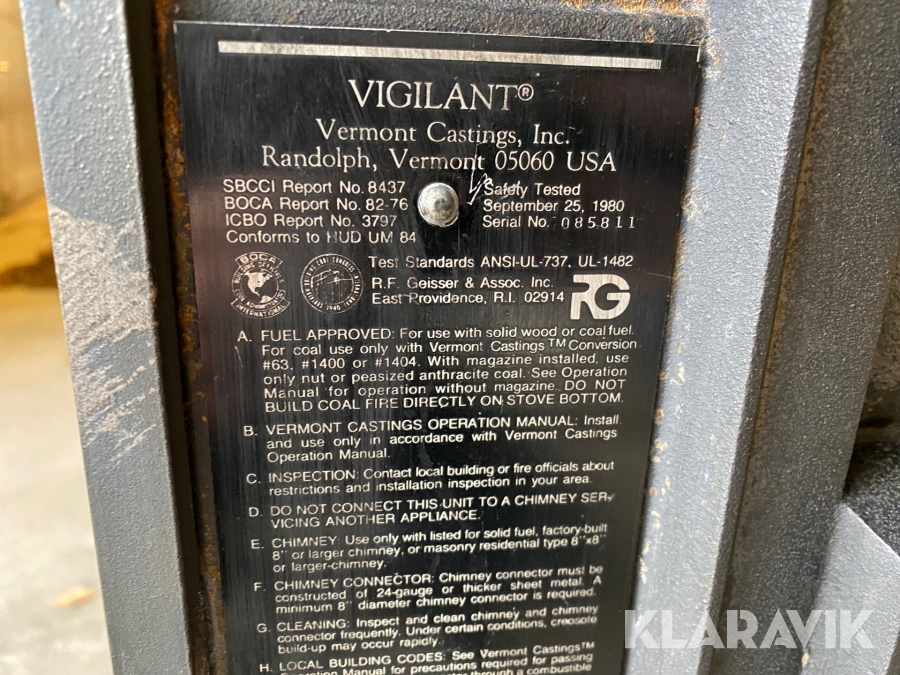 VIGILANT®
Vermont Castings, Inc.
Randolph, Vermont 05060 USA
SBCCI Report No. 8437
BOCA Report No. 82-76
ICBO Report No. 3797
Conforms to HUD UM 84
Safety Tested
September 25, 1980
Serial No. 085811
BOCA
INTERNATIONAL
Test Standards ANSI-UL-737, UL-1482
R.F. Geisser & Assoc. Inc.
East Providence, R.I. 02914
RG
A. FUEL APPROVED: For use with solid wood or coal fuel.
For coal use only with Vermont Castings™ Conversion
#63, #1400 or #1404. With magazine installed, use
only nut or peasized anthracite coal. See Operation
Manual for operation without magazine. DO NOT
BUILD COAL FIRE DIRECTLY ON STOVE BOTTOM.
B. VERMONT CASTINGS OPERATION MANUAL: Install
and use only in accordance with Vermont Castings
Operation Manual.
C. INSPECTION: Contact local building or fire officials about
restrictions and installation inspection in your area.
D. DO NOT CONNECT THIS UNIT TO A CHIMNEY SER-
VICING ANOTHER APPLIANCE.
E. CHIMNEY: Use only with listed for solid fuel, factory-built
8" or larger chimney, or masonry residential type 8"x8"
or larger-chimney.
F. CHIMNEY CONNECTOR: Chimney connector must be
constructed of 24-gauge or thicker sheet metal. A
minimum 8" diameter chimney connector is required.
G. CLEANING: Inspect and clean chimney and chimney
connector frequently. Under certain conditions, creosote
build-up may occur rapidly.
H. LOCAL BUILDING CODES: See Vermont Castings™
Operation Manual for precautions required for passing
through a combustible
KLARAVIK